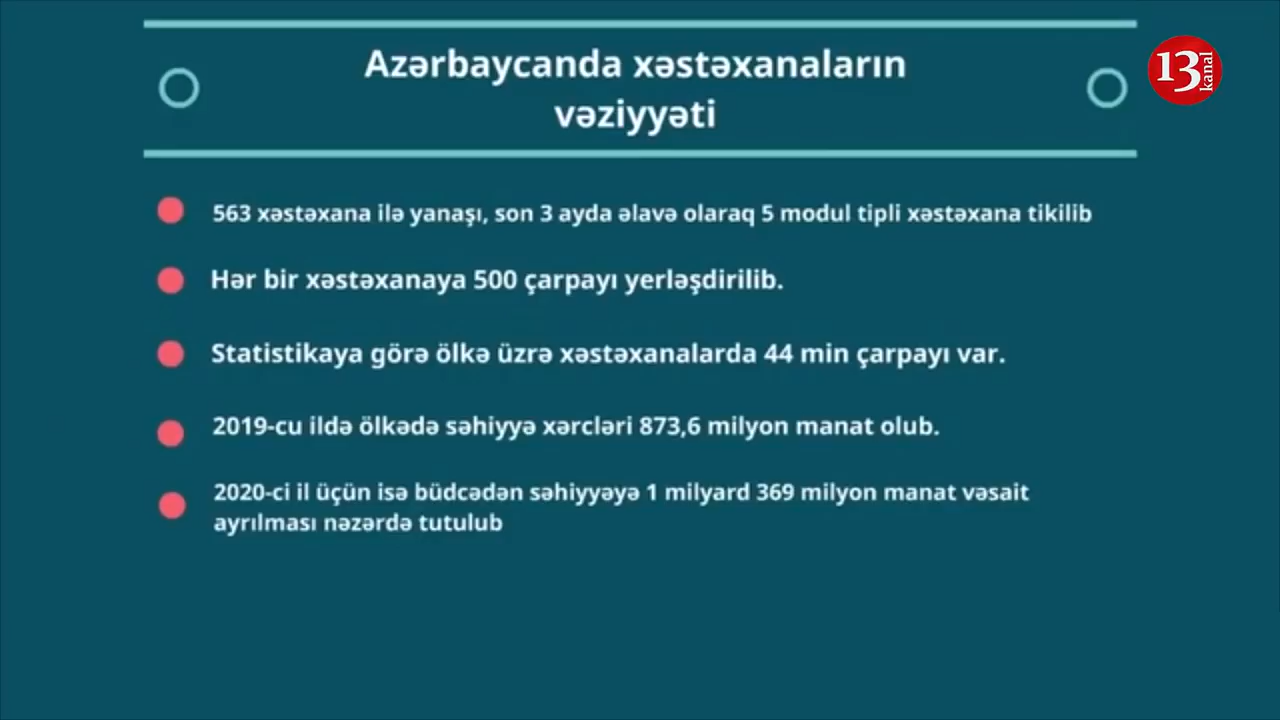 Azərbaycanda xəstəxanaların
vəziyyəti
13
kanal
563 xəstəxana ilə yanaşı, son 3 ayda əlavə olaraq 5 modul tipli xəstəxana tikilib
Hər bir xəstəxanaya 500 çarpayı yerləşdirilib.
Statistikaya görə ölkə üzrə xəstəxanalarda 44 min çarpayı var.
2019-cu ildə ölkədə səhiyyə xərcləri 873,6 milyon manat olub.
2020-ci il üçün isə büdcədən səhiyyəyə 1 milyard 369 milyon manat vəsait
ayrılması nəzərdə tutulub